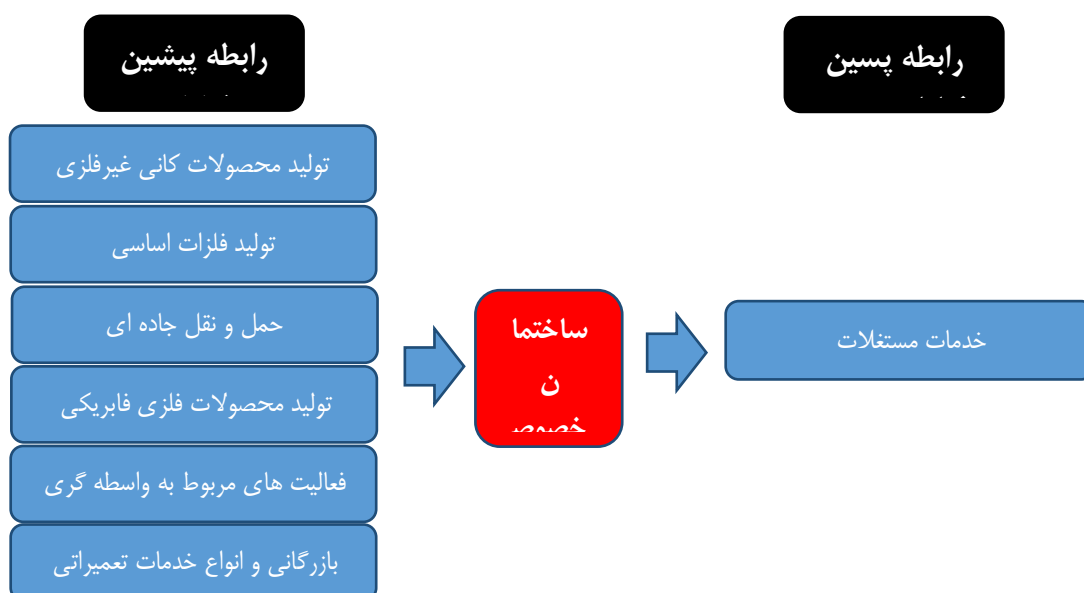 رابطه پسین
رابطه پیشین
تولید محصولات کانی غیرفلزی
تولید فلزات اساسی
حمل و نقل جاده ای
تولید محصولات فلزی فابریکی
فعالیت های مربوط به واسطه گری
بازرگانی و انواع خدمات تعمیراتی
ساختما
ن
خدمات مستغلات